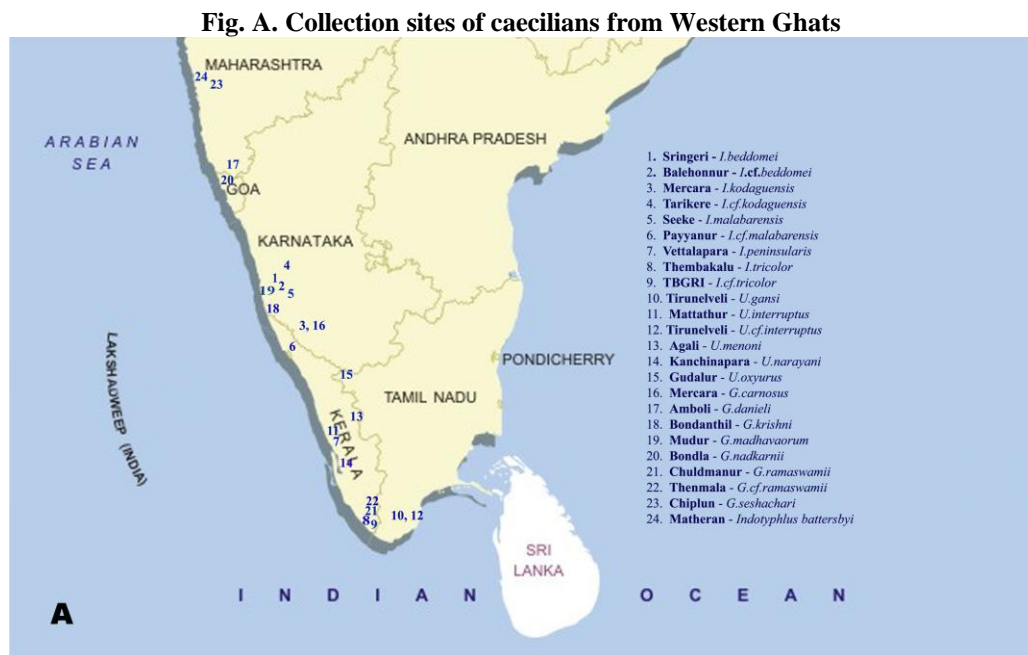 Fig. A. Collection sites of caecilians from Western Ghats
MAHARASHTRA
24
23
ARABIAN
SEA
ANDHRA PRADESH
17
20
GOA
KARNATAKA
4
1
19
2
5
18
3, 16
6
15
PONDICHERRY
LAKSHADWEEP (INDIA)
TAMIL NADU
KERALA
13
11
7
14
22
21
8
9
10, 12
SRI
LANKA
INDIAN OCEAN
A
1. Sringeri - I.beddomei
2. Balehonnur - I.cf.beddomei
3. Mercara - I.kodaguensis
4. Tarikere - I.cf.kodaguensis
5. Seeke - I.malabarensis
6. Payyanur - I.cf.malabarensis
7. Vettalapara - I.peninsularis
8. Thembakalu - I.tricolor
9. TBGRI - I.cf.tricolor
10. Tirunelveli - U.gansi
11. Mattathur - U.interruptus
12. Tirunelveli - U.cf.interruptus
13. Agali - U.menoni
14. Kanchinapara - U.narayani
15. Gudalur - U.oxyurus
16. Mercara - G.carnosus
17. Amboli - G.danieli
18. Bondanthil - G.krishni
19. Mudur - G.madhavaorum
20. Bondla - G.nadkarnii
21. Chuldmanur - G.ramaswamii
22. Thenmala - G.cf.ramaswamii
23. Chiplun - G.seshachari
24. Matheran - Indotyphlus battersbyi